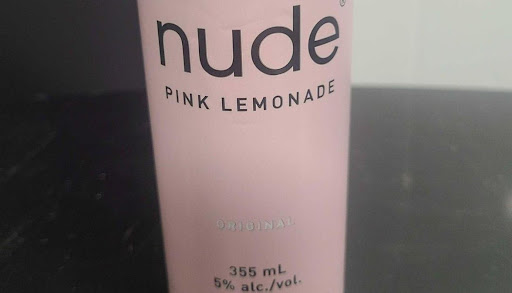 nude®
PINK LEMONADE
ORIGINAL
355 mL
5% alc./vol.